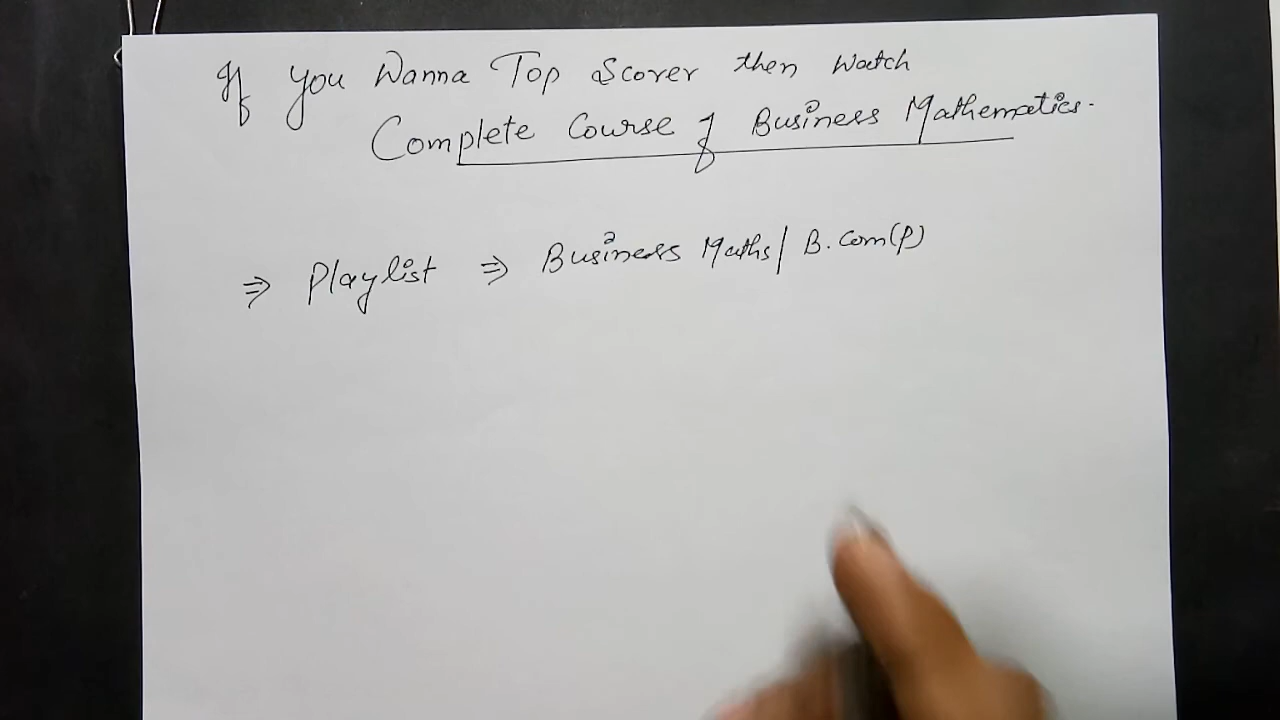 If you Wanna Top Scorer then Watch
Complete Course of Business Mathematics.
⇒ Playlist ⇒ Business Maths/ B.Com(P)